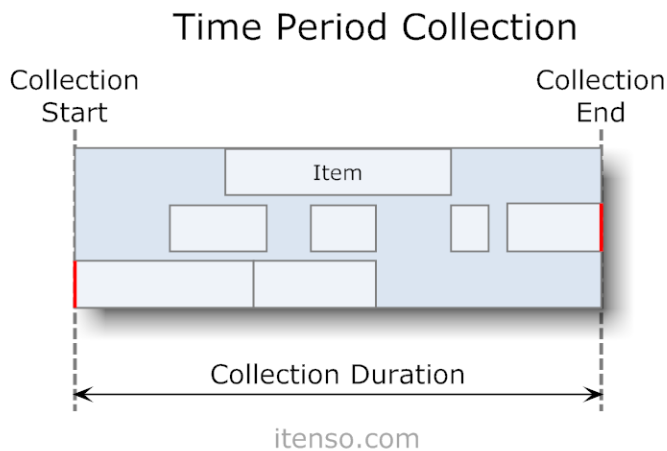 Time Period Collection
Collection
Start
Collection
End
Item
Collection Duration
itenso.com